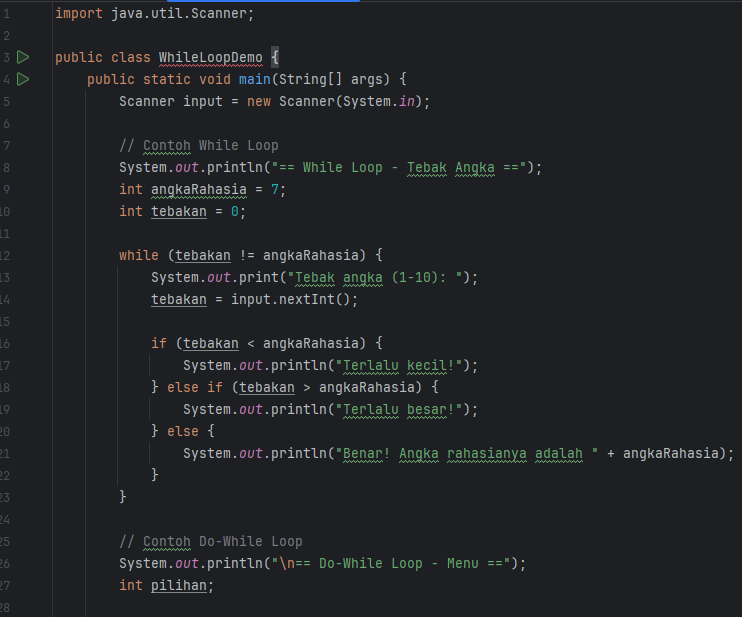 1 import java.util.Scanner;
2
3 public class WhileLoopDemo {
4 public static void main(String[] args) {
5 Scanner input = new Scanner(System.in);
6
7 // Contoh While Loop
8 System.out.println("== While Loop - Tebak Angka ==");
9 int angkaRahasia = 7;
10 int tebakan = 0;
11
12 while (tebakan != angkaRahasia) {
13 System.out.print("Tebak angka (1-10): ");
14 tebakan = input.nextInt();
15
16 if (tebakan < angkaRahasia) {
17 System.out.println("Terlalu kecil!");
18 } else if (tebakan > angkaRahasia) {
19 System.out.println("Terlalu besar!");
20 } else {
21 System.out.println("Benar! Angka rahasianya adalah " + angkaRahasia);
22 }
23 }
24
25 // Contoh Do-While Loop
26 System.out.println("\n== Do-While Loop - Menu ==");
27 int pilihan;
28